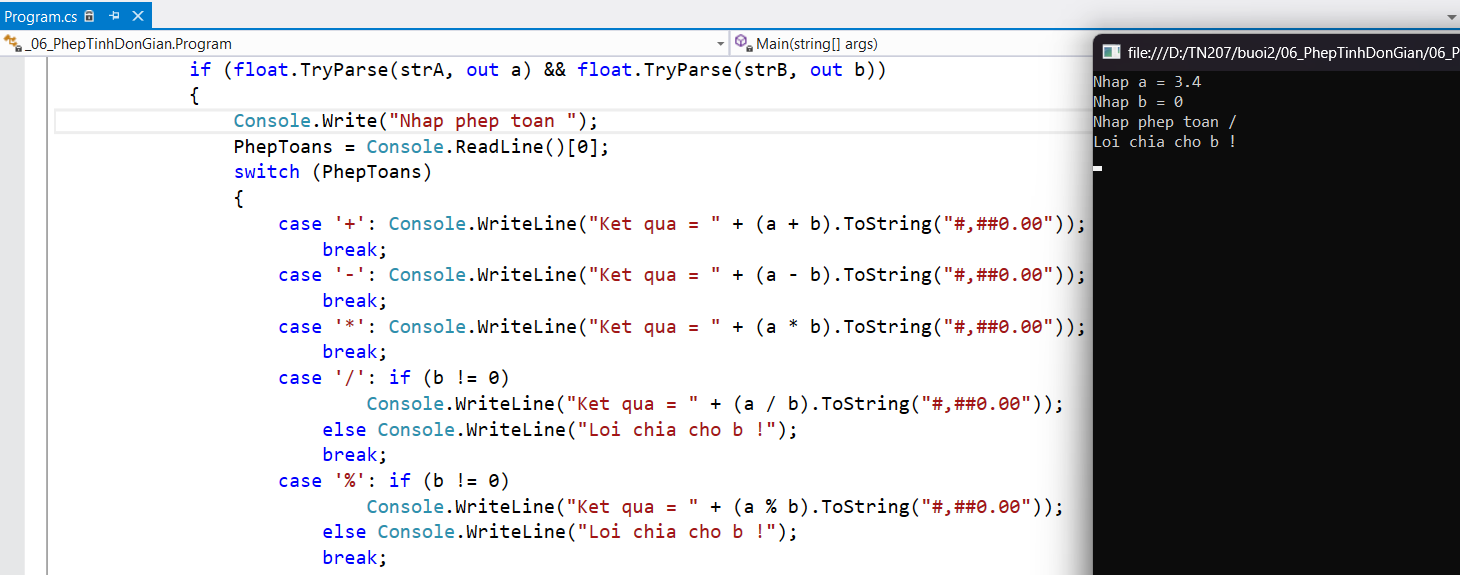 Program.cs
_06_PhepTinhDonGian.Program
Main(string[] args)
if (float.TryParse(strA, out a) && float.TryParse(strB, out b))
{
Console.Write("Nhap phep toan ");
PhepToans = Console.ReadLine()[0];
switch (PhepToans)
{
case '+': Console.WriteLine("Ket qua = " + (a + b).ToString("#,##0.00"));
break;
case '-': Console.WriteLine("Ket qua = " + (a - b).ToString("#,##0.00"));
break;
case '*': Console.WriteLine("Ket qua = " + (a * b).ToString("#,##0.00"));
break;
case '/': if (b != 0)
Console.WriteLine("Ket qua = " + (a / b).ToString("#,##0.00"));
else Console.WriteLine("Loi chia cho b !");
break;
case '%': if (b != 0)
Console.WriteLine("Ket qua = " + (a % b).ToString("#,##0.00"));
else Console.WriteLine("Loi chia cho b !");
break;
file:///D:/TN207/buoi2/06_PhepTinhDonGian/06_P
Nhap a = 3.4
Nhap b = 0
Nhap phep toan /
Loi chia cho b !